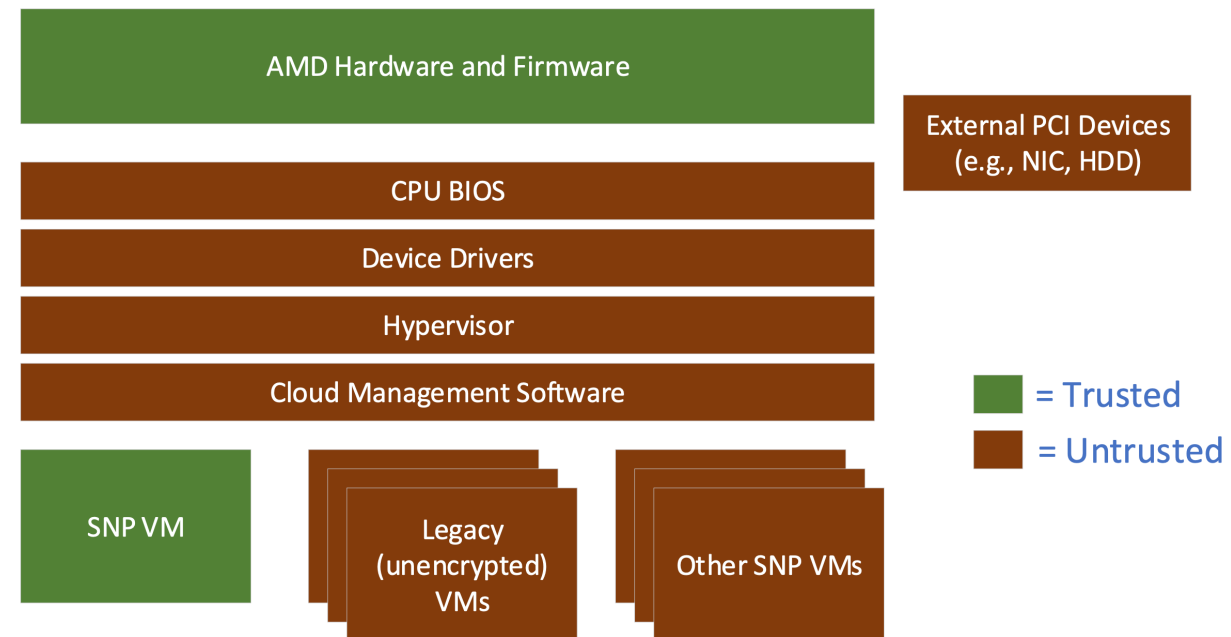 AMD Hardware and Firmware
External PCI Devices
(e.g., NIC, HDD)
CPU BIOS
Device Drivers
Hypervisor
Cloud Management Software
= Trusted
= Untrusted
SNP VM
Legacy
(unencrypted)
VMs
Other SNP VMs